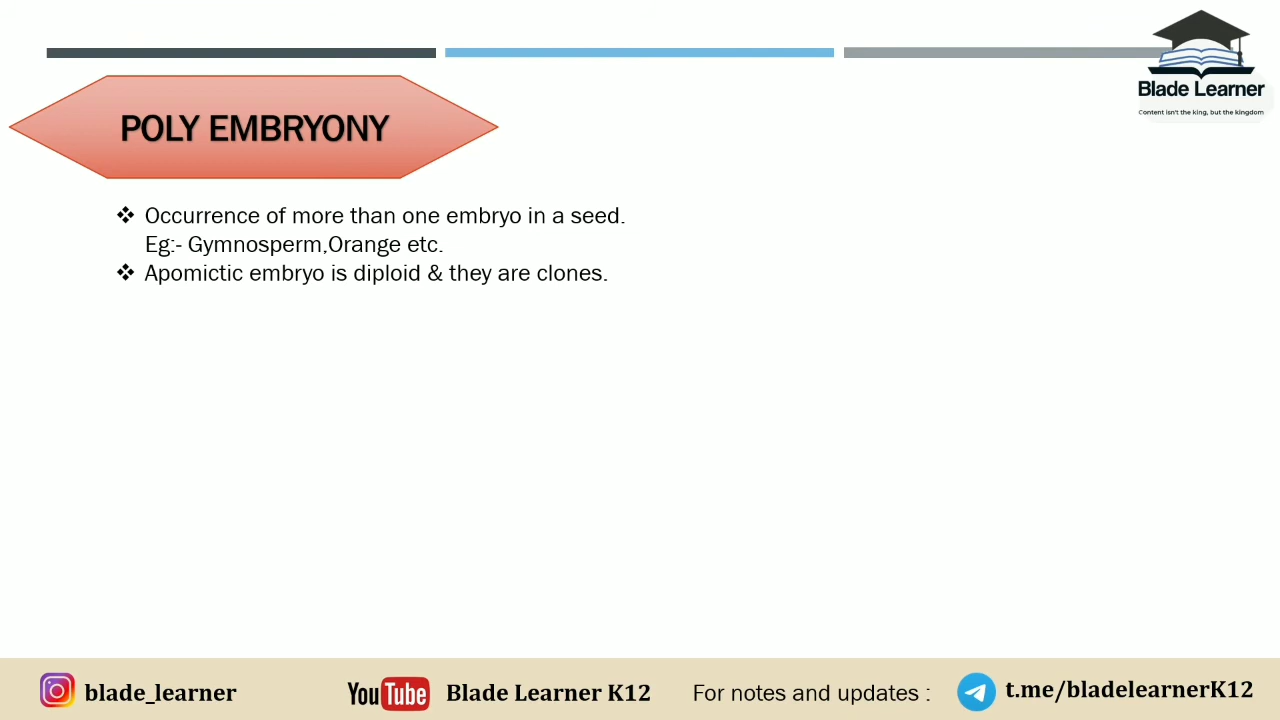 Blade Learner
Content isn't the king, but the kingdom
POLY EMBRYONY
❖ Occurrence of more than one embryo in a seed.
Eg:- Gymnosperm,Orange etc.
❖ Apomictic embryo is diploid & they are clones.
blade_learner
YouTube Blade Learner K12
For notes and updates :
t.me/bladelearnerK12